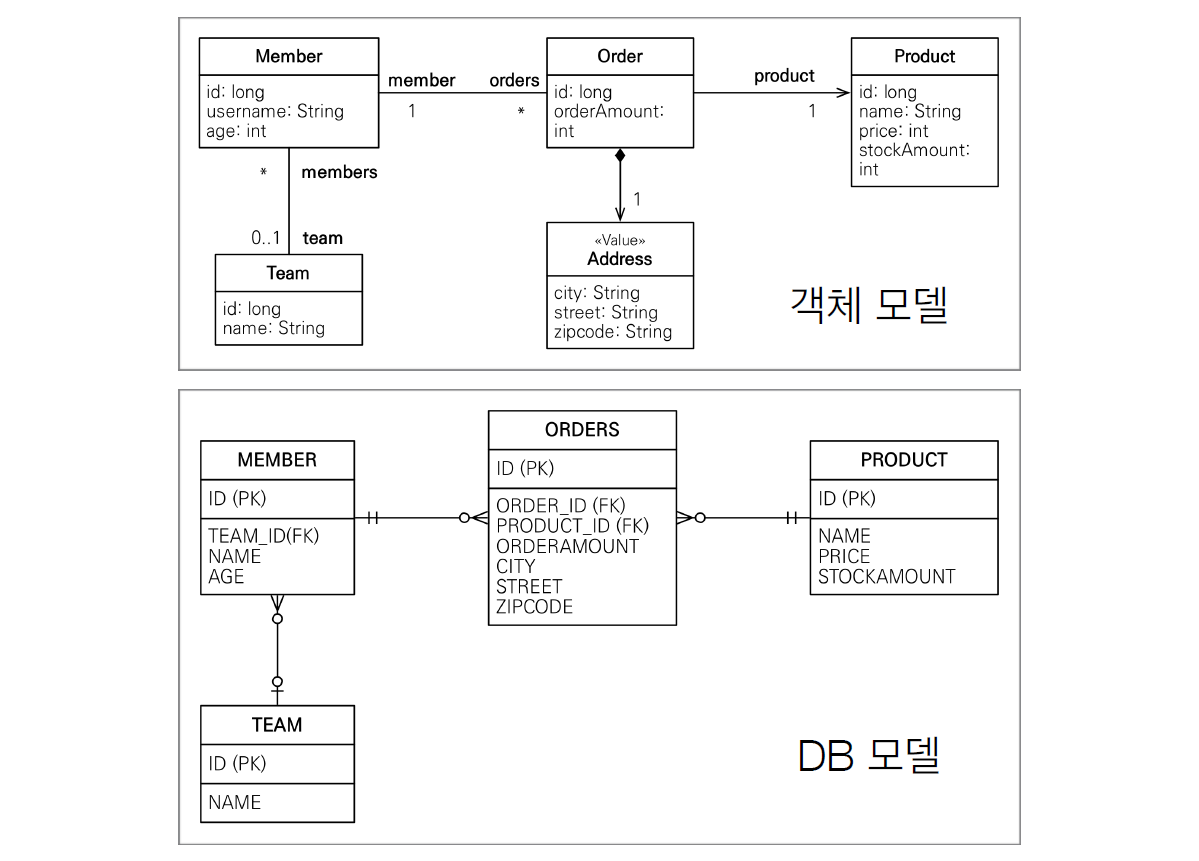 Member
id: long
username: String
age: int
member
1
orders
*
Order
id: long
orderAmount:
int
product
1
Product
id: long
name: String
price: int
stockAmount:
int
*
members
0..1
team
Team
id: long
name: String
1
«Value»
Address
city: String
street: String
zipcode: String
객체 모델
MEMBER
ID (PK)
TEAM_ID(FK)
NAME
AGE
ORDERS
ID (PK)
ORDER_ID (FK)
PRODUCT_ID (FK)
ORDERAMOUNT
CITY
STREET
ZIPCODE
PRODUCT
ID (PK)
NAME
PRICE
STOCKAMOUNT
TEAM
ID (PK)
NAME
DB 모델